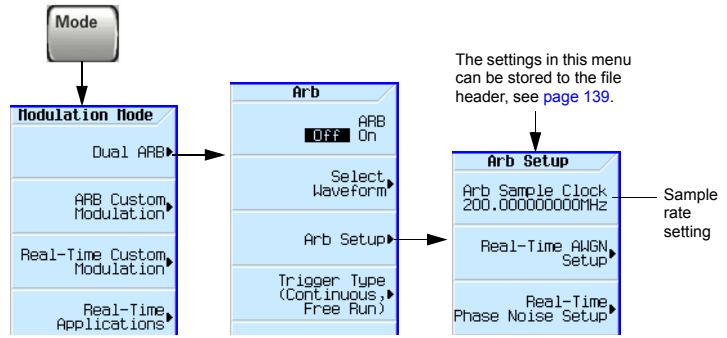 Mode
The settings in this menu
can be stored to the file
header, see page 139.
Modulation Mode
Dual ARB
ARB Custom
Modulation
Real-Time Custom
Modulation
Real-Time
Applications
Arb
ARB
Off On
Select
Waveform
Arb Setup
Trigger Type
(Continuous,
Free Run)
Arb Setup
Arb Sample Clock
200.000000000MHz
Real-Time AWGN
Setup
Real-Time
Phase Noise Setup
Sample
rate
setting